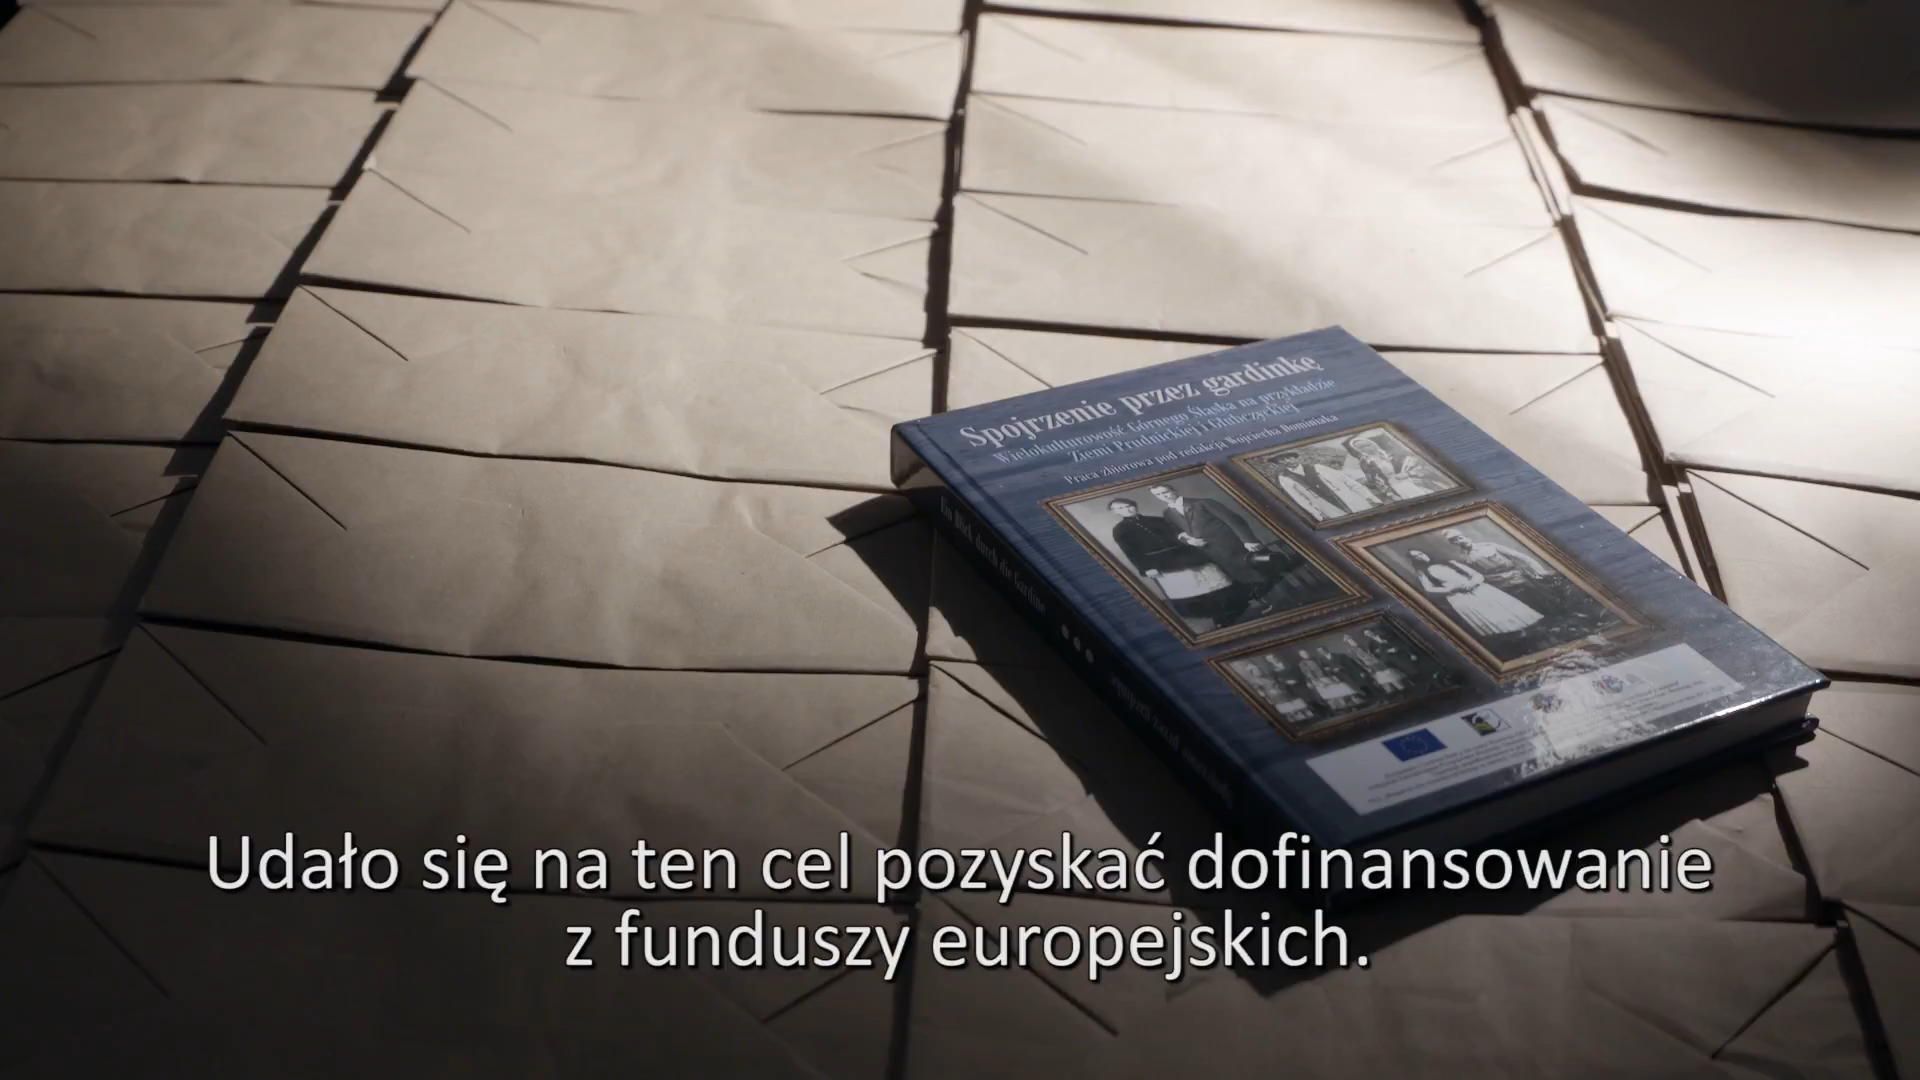 Spojrzenie przez gardinkę
Wielokulturowość Górnego Śląska na przykładzie
Ziemi Prudnickiej i Głubczyckiej
Praca zbiorowa pod redakcją Wojciecha Dominiaka
Ein Blick durch die Gardine
Udało się na ten cel pozyskać dofinansowanie
z funduszy europejskich.